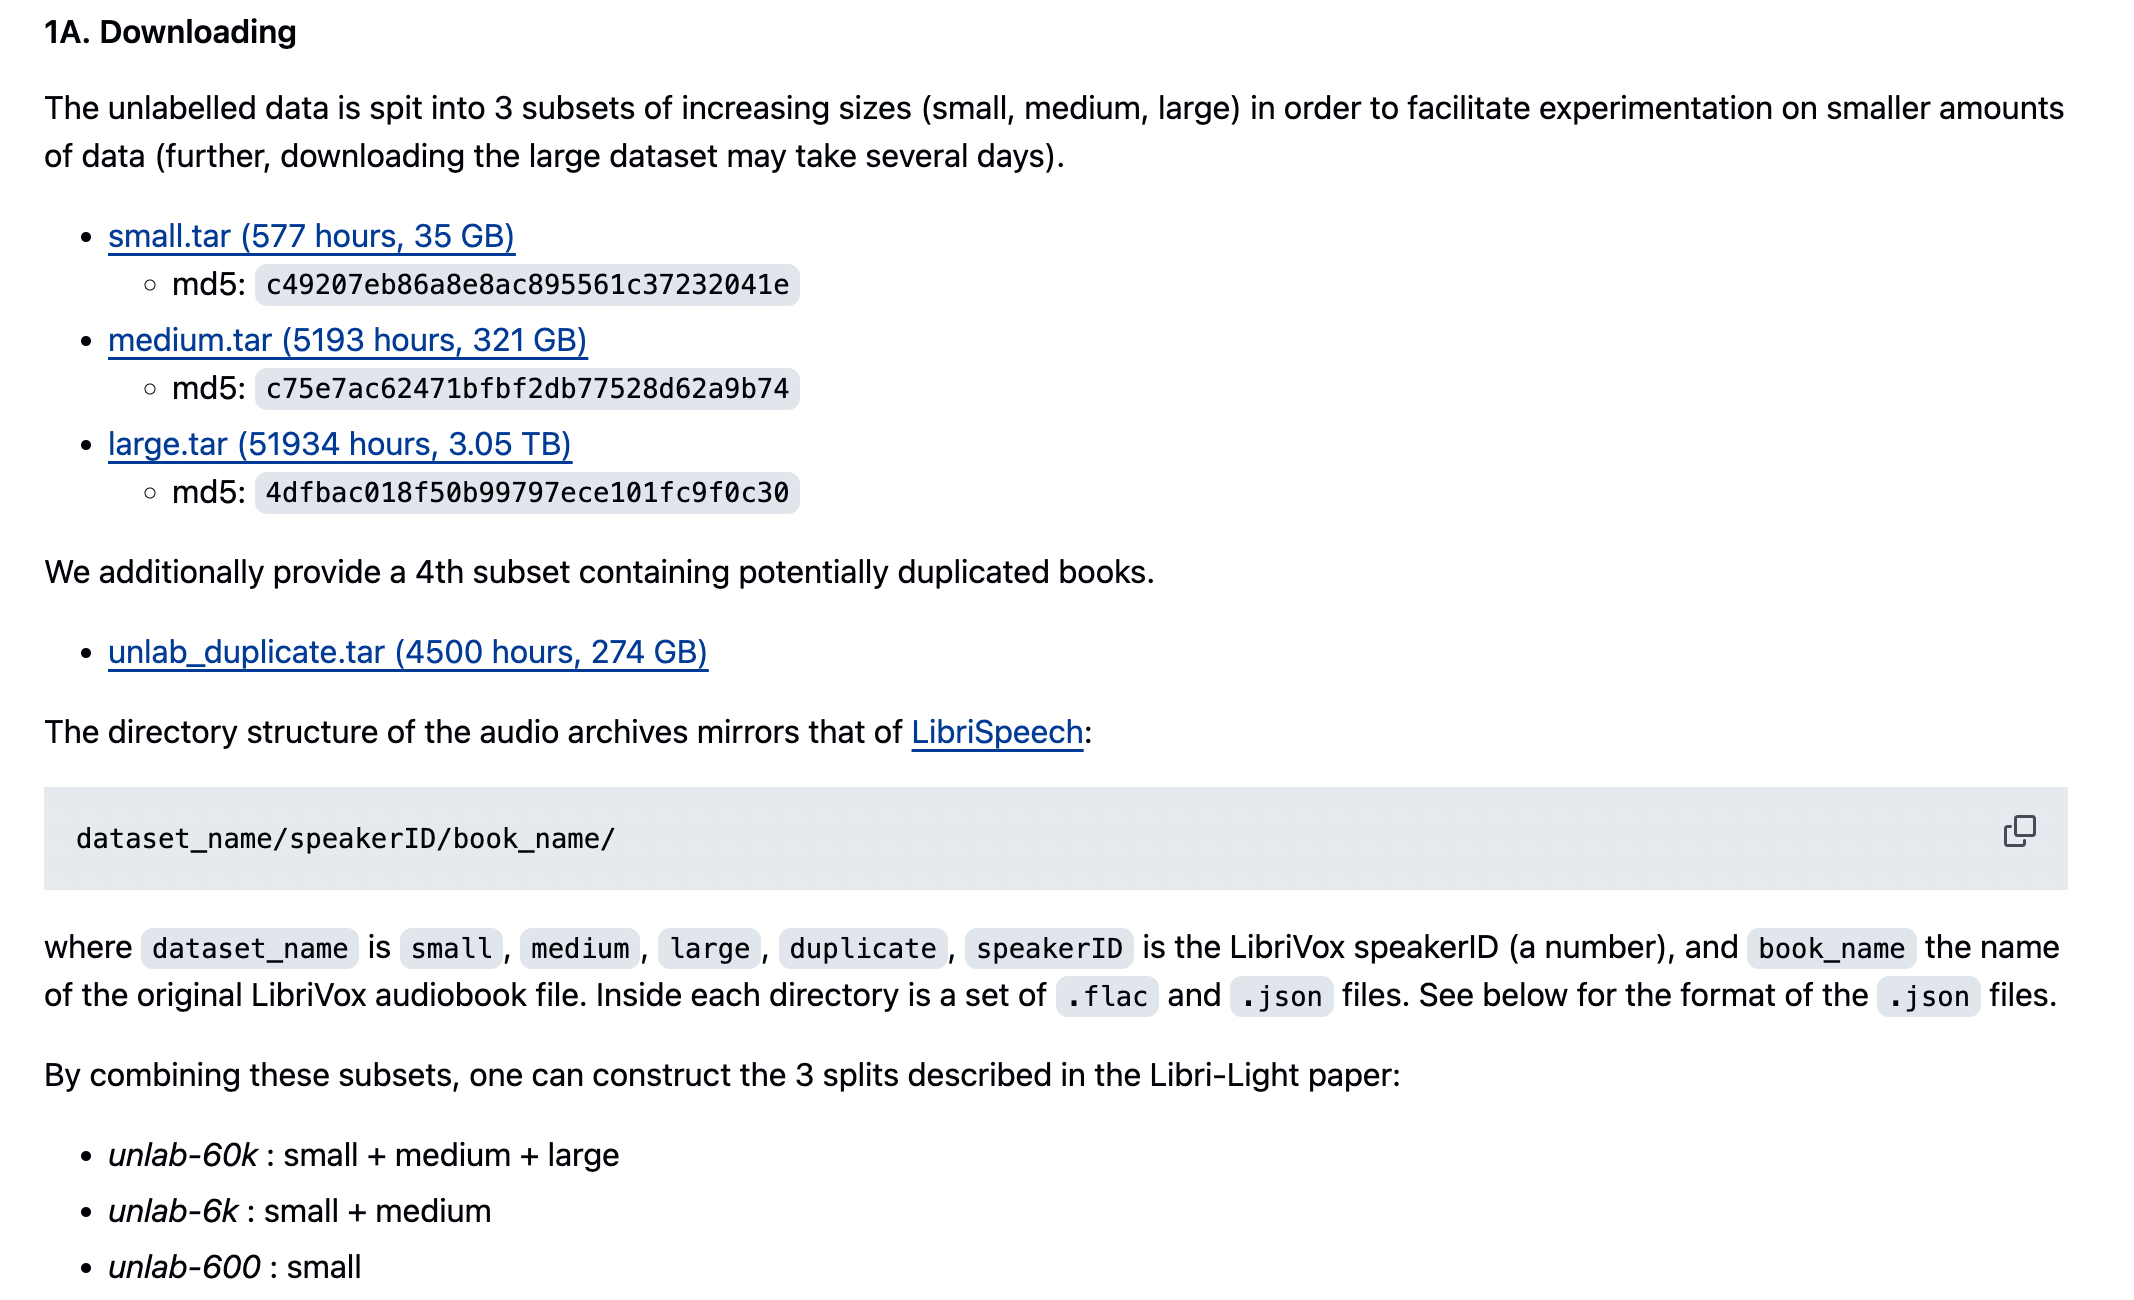 1A. Downloading
The unlabelled data is spit into 3 subsets of increasing sizes (small, medium, large) in order to facilitate experimentation on smaller amounts
of data (further, downloading the large dataset may take several days).
small.tar (577 hours, 35 GB)
md5: c49207eb86a8e8ac895561c37232041e
medium.tar (5193 hours, 321 GB)
md5: c75e7ac62471bfbf2db77528d62a9b74
large.tar (51934 hours, 3.05 TB)
md5: 4dfbac018f50b99797ece101fc9f0c30
We additionally provide a 4th subset containing potentially duplicated books.
unlab_duplicate.tar (4500 hours, 274 GB)
The directory structure of the audio archives mirrors that of LibriSpeech:
dataset_name/speakerID/book_name/
where dataset_name is small, medium, large, duplicate, speakerID is the LibriVox speakerID (a number), and book_name the name
of the original LibriVox audiobook file. Inside each directory is a set of .flac and .json files. See below for the format of the .json files.
By combining these subsets, one can construct the 3 splits described in the Libri-Light paper:
unlab-60k : small + medium + large
unlab-6k : small + medium
unlab-600 : small